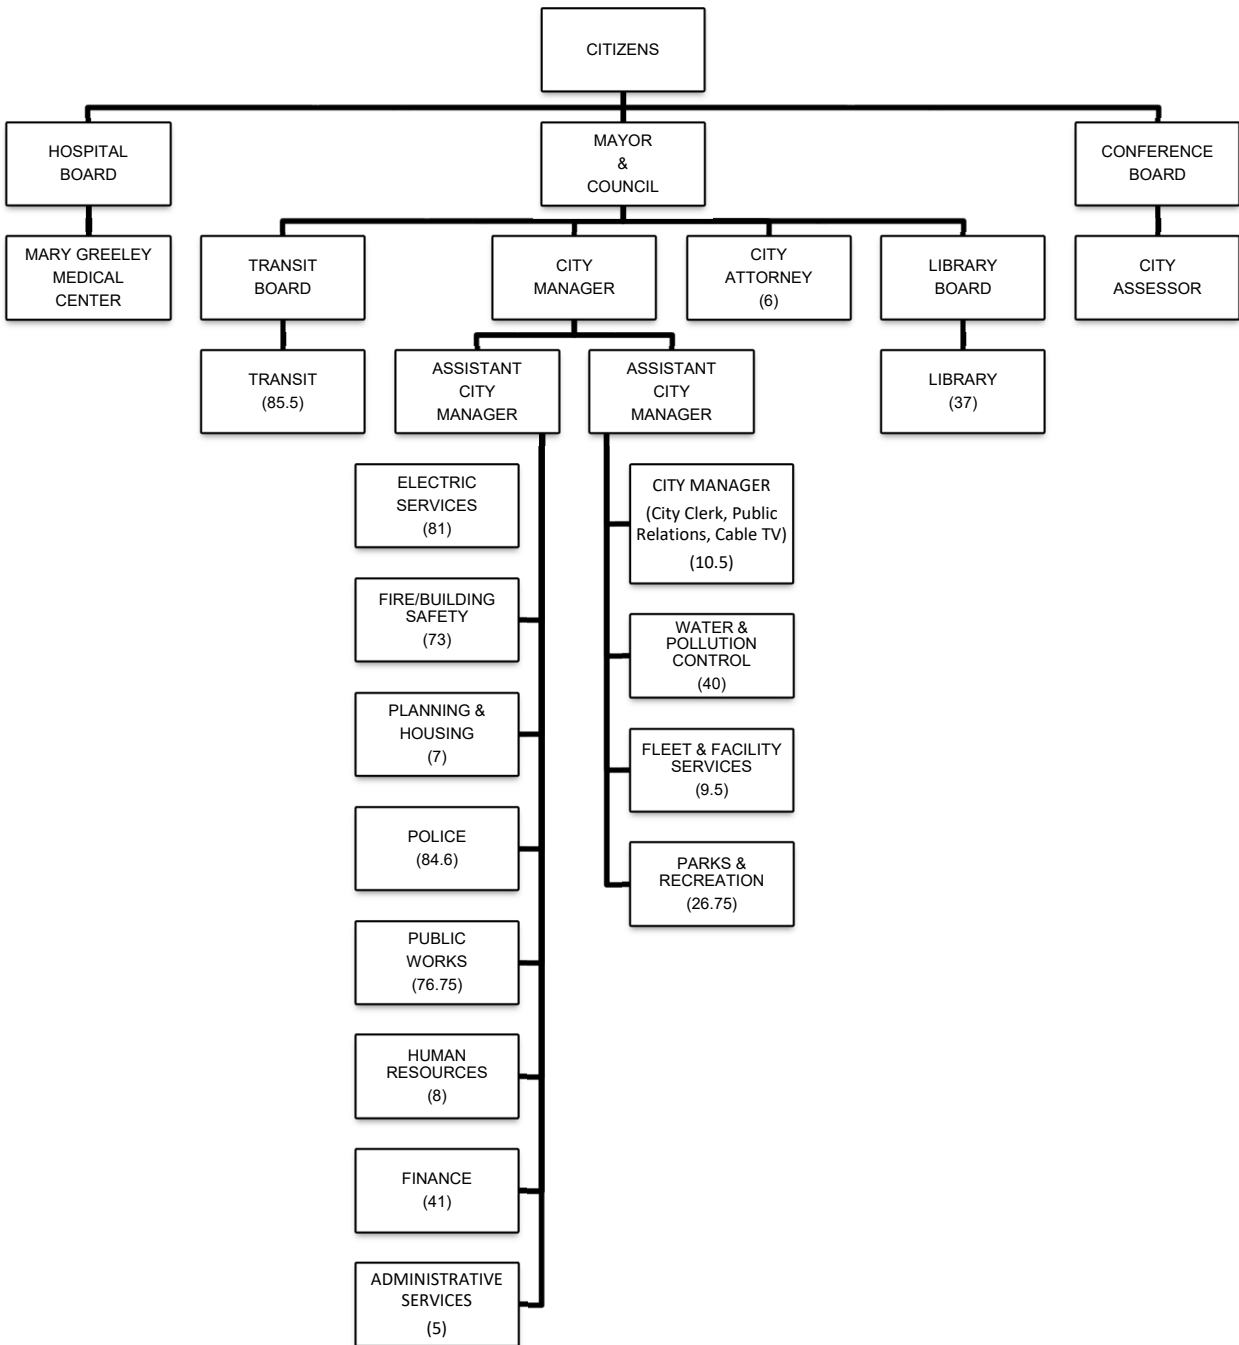 CITIZENS
HOSPITAL
BOARD
MAYOR
&
COUNCIL
CONFERENCE
BOARD
MARY GREELEY
MEDICAL
CENTER
TRANSIT
BOARD
CITY
MANAGER
CITY
ATTORNEY
(6)
LIBRARY
BOARD
CITY
ASSESSOR
TRANSIT
(85.5)
ASSISTANT
CITY
MANAGER
ASSISTANT
CITY
MANAGER
LIBRARY
(37)
ELECTRIC
SERVICES
(81)
FIRE/BUILDING
SAFETY
(73)
PLANNING &
HOUSING
(7)
POLICE
(84.6)
PUBLIC
WORKS
(76.75)
HUMAN
RESOURCES
(8)
FINANCE
(41)
ADMINISTRATIVE
SERVICES
(5)
CITY MANAGER
(City Clerk, Public
Relations, Cable TV)
(10.5)
WATER &
POLLUTION
CONTROL
(40)
FLEET & FACILITY
SERVICES
(9.5)
PARKS &
RECREATION
(26.75)